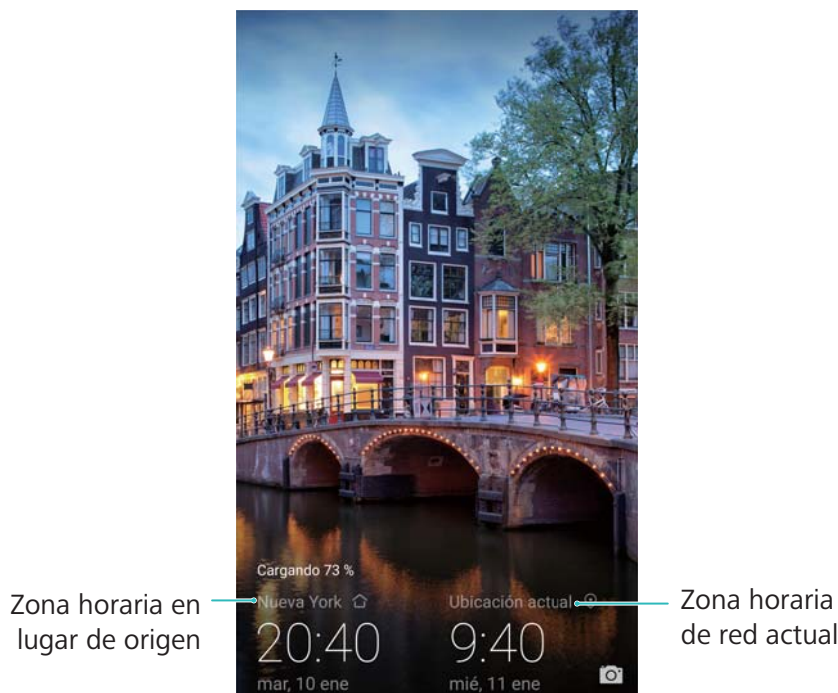 Cargando 73 %
Zona horaria en
lugar de origen
Nueva York
Ubicación actual
Zona horaria
de red actual
20:40
9:40
mar, 10 ene
mié, 11 ene